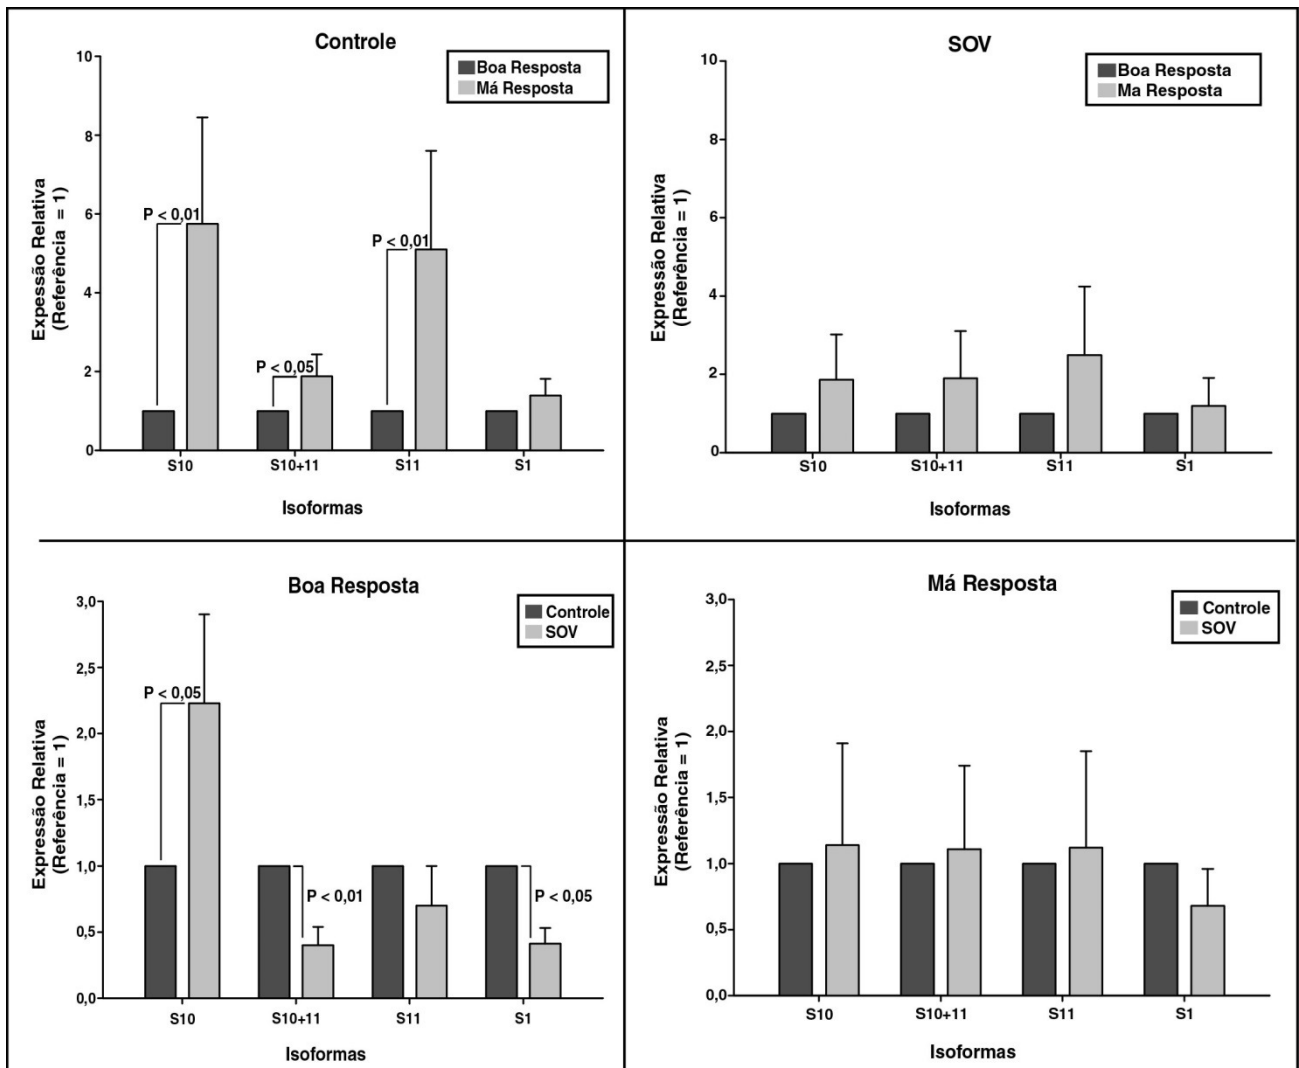 Controle
Boa Resposta
Má Resposta
Expessão Relativa
(Referência = 1)
10
8
6
4
2
0
P < 0,01
P < 0,05
P < 0,01
S10
S10+11
S11
S1
Isoformas
SOV
Boa Resposta
Ma Resposta
Expressão Relativa
(Referência = 1)
10
8
6
4
2
0
S10
S10+11
S11
S1
Isoformas
Boa Resposta
Controle
SOV
Expressão Relativa
(Referência = 1)
3,0
2,5
2,0
1,5
1,0
0,5
0,0
P < 0,05
P < 0,01
P < 0,05
S10
S10+11
S11
S1
Isoformas
Má Resposta
Controle
SOV
Expressão Relativa
(Referência = 1)
3,0
2,5
2,0
1,5
1,0
0,5
0,0
S10
S10+11
S11
S1
Isoformas